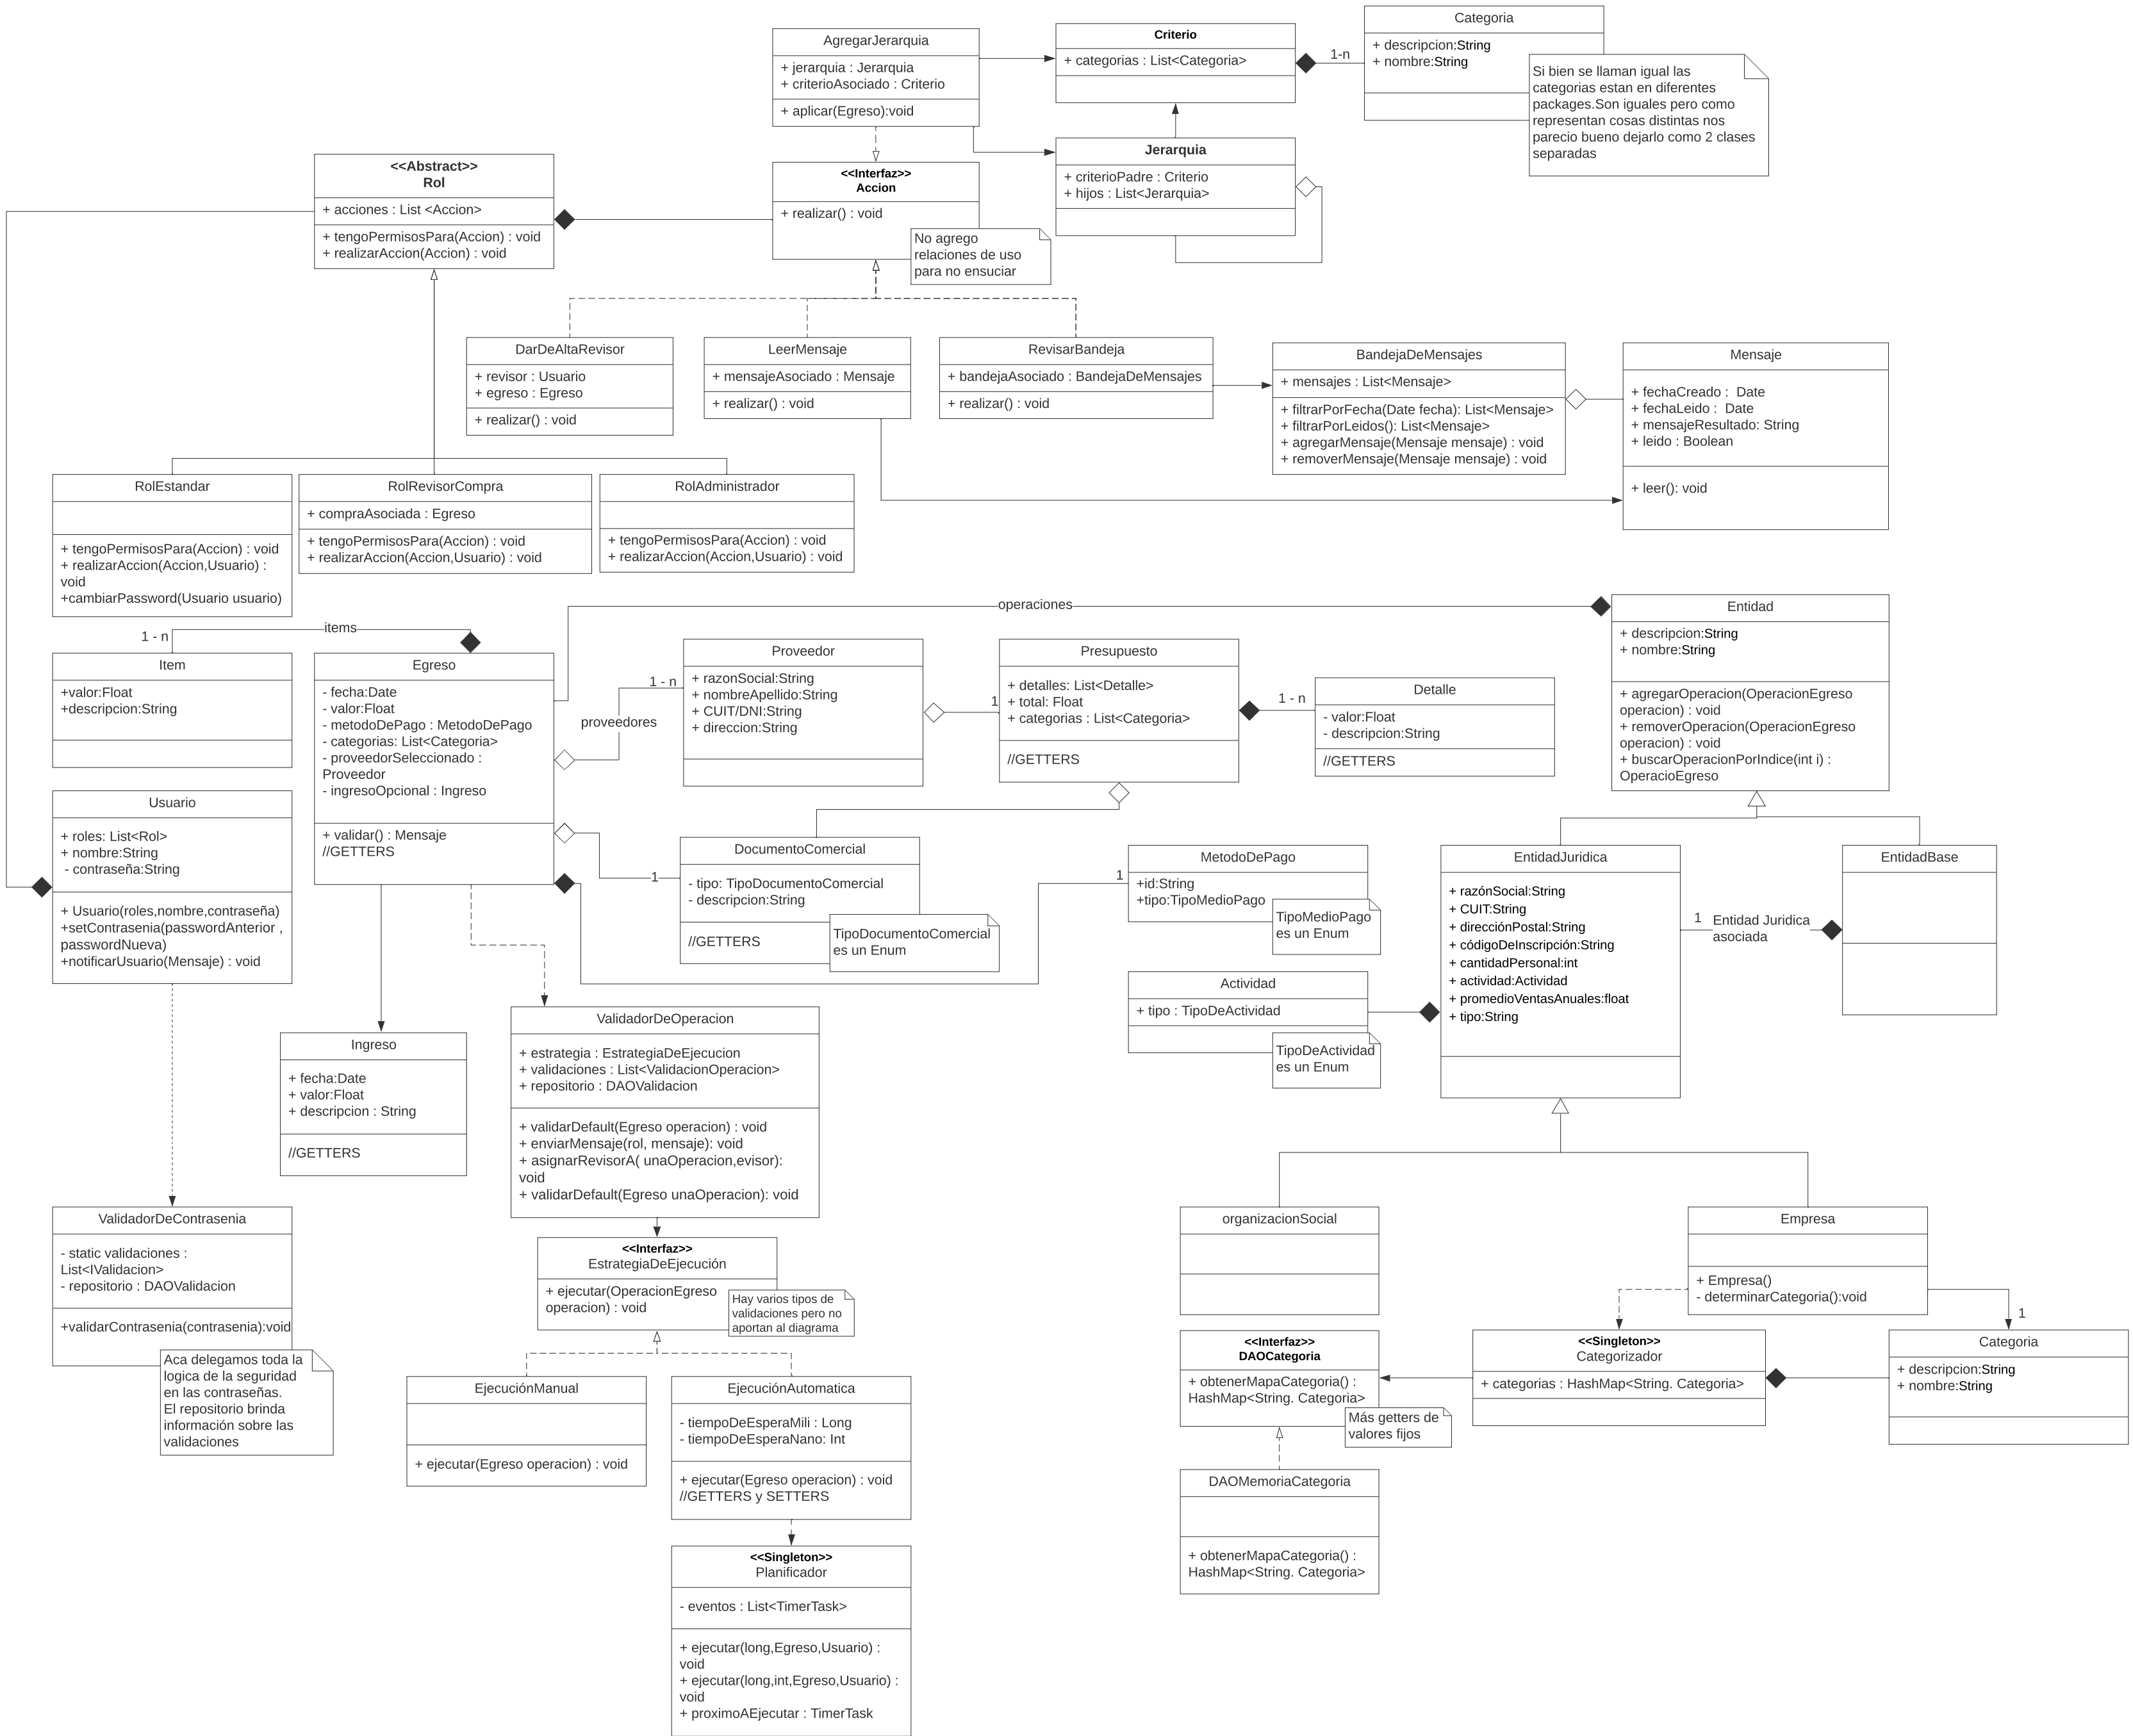 AgregarJerarquia
+ jerarquia : Jerarquia
+ criterioAsociado : Criterio
+ aplicar(Egreso):void
Criterio
+ categorias : List<Categoria>
1-n
Categoria
+ descripcion:String
+ nombre:String
Si bien se llaman igual las
categorias estan en diferentes
packages.Son iguales pero como
representan cosas distintas nos
parecio bueno dejarlo como 2 clases
separadas
<<Abstract>>
Rol
+ acciones : List <Accion>
+ tengoPermisosPara(Accion) : void
+ realizarAccion(Accion) : void
<<Interfaz>>
Accion
+ realizar() : void
No agrego
relaciones de uso
para no ensuciar
Jerarquia
+ criterioPadre : Criterio
+ hijos : List<Jerarquia>
DarDeAltaRevisor
+ revisor : Usuario
+ egreso : Egreso
+ realizar() : void
LeerMensaje
+ mensajeAsociado : Mensaje
+ realizar() : void
RevisarBandeja
+ bandejaAsociado : BandejaDeMensajes
+ realizar() : void
BandejaDeMensajes
+ mensajes : List<Mensaje>
+ filtrarPorFecha(Date fecha): List<Mensaje>
+ filtrarPorLeidos(): List<Mensaje>
+ agregarMensaje(Mensaje mensaje) : void
+ removerMensaje(Mensaje mensaje) : void
Mensaje
+ fechaCreado :  Date
+ fechaLeido :  Date
+ mensajeResultado: String
+ leido : Boolean
+ leer(): void
RolEstandar
+ tengoPermisosPara(Accion) : void
+ realizarAccion(Accion,Usuario) :
void
+cambiarPassword(Usuario usuario)
RolRevisorCompra
+ compraAsociada : Egreso
+ tengoPermisosPara(Accion) : void
+ realizarAccion(Accion,Usuario) : void
RolAdministrador
+ tengoPermisosPara(Accion) : void
+ realizarAccion(Accion,Usuario) : void
operaciones
items
1 - n
Item
+valor:Float
+descripcion:String
Egreso
- fecha:Date
- valor:Float
- metodoDePago : MetodoDePago
- categorias: List<Categoria>
- proveedorSeleccionado :
Proveedor
- ingresoOpcional : Ingreso
+ validar() : Mensaje
//GETTERS
1 - n
proveedores
Proveedor
+ razonSocial:String
+ nombreApellido:String
+ CUIT/DNI:String
+ direccion:String
1
Presupuesto
+ detalles: List<Detalle>
+ total: Float
+ categorias : List<Categoria>
//GETTERS
1 - n
Detalle
- valor:Float
- descripcion:String
//GETTERS
Entidad
+ descripcion:String
+ nombre:String
+ agregarOperacion(OperacionEgreso
operacion) : void
+ removerOperacion(OperacionEgreso
operacion) : void
+ buscarOperacionPorIndice(int i) :
OperacioEgreso
Usuario
+ roles: List<Rol>
+ nombre:String
- contraseña:String
+ Usuario(roles,nombre,contraseña)
+setContrasenia(passwordAnterior ,
passwordNueva)
+notificarUsuario(Mensaje) : void
1
DocumentoComercial
- tipo: TipoDocumentoComercial
- descripcion:String
//GETTERS
TipoDocumentoComercial
es un Enum
1
MetodoDePago
+id:String
+tipo:TipoMedioPago
TipoMedioPago
es un Enum
EntidadJuridica
+ razónSocial:String
+ CUIT:String
+ direcciónPostal:String
+ códigoDeInscripción:String
+ cantidadPersonal:int
+ actividad:Actividad
+ promedioVentasAnuales:float
+ tipo:String
1
Entidad Juridica
asociada
EntidadBase
Actividad
+ tipo : TipoDeActividad
TipoDeActividad
es un Enum
Ingreso
+ fecha:Date
+ valor:Float
+ descripcion : String
//GETTERS
ValidadorDeOperacion
+ estrategia : EstrategiaDeEjecucion
+ validaciones : List<ValidacionOperacion>
+ repositorio : DAOValidacion
+ validarDefault(Egreso operacion) : void
+ enviarMensaje(rol, mensaje): void
+ asignarRevisorA( unaOperacion,evisor):
void
+ validarDefault(Egreso unaOperacion): void
ValidadorDeContrasenia
- static validaciones :
List<IValidacion>
- repositorio : DAOValidacion
+validarContrasenia(contrasenia):void
Aca delegamos toda la
logica de la seguridad
en las contraseñas.
El repositorio brinda
información sobre las
validaciones
<<Interfaz>>
EstrategiaDeEjecución
+ ejecutar(OperacionEgreso
operacion) : void
Hay varios tipos de
validaciones pero no
aportan al diagrama
organizacionSocial
Empresa
+ Empresa()
- determinarCategoria():void
1
<<Interfaz>>
DAOCategoria
+ obtenerMapaCategoria() :
HashMap<String. Categoria>
Más getters de
valores fijos
<<Singleton>>
Categorizador
+ categorias : HashMap<String. Categoria>
Categoria
+ descripcion:String
+ nombre:String
EjecuciónManual
+ ejecutar(Egreso operacion) : void
EjecuciónAutomatica
- tiempoDeEsperaMili : Long
- tiempoDeEsperaNano: Int
+ ejecutar(Egreso operacion) : void
//GETTERS y SETTERS
DAOMemoriaCategoria
+ obtenerMapaCategoria() :
HashMap<String. Categoria>
<<Singleton>>
Planificador
- eventos : List<TimerTask>
+ ejecutar(long,Egreso,Usuario) :
void
+ ejecutar(long,int,Egreso,Usuario) :
void
+ proximoAEjecutar : TimerTask